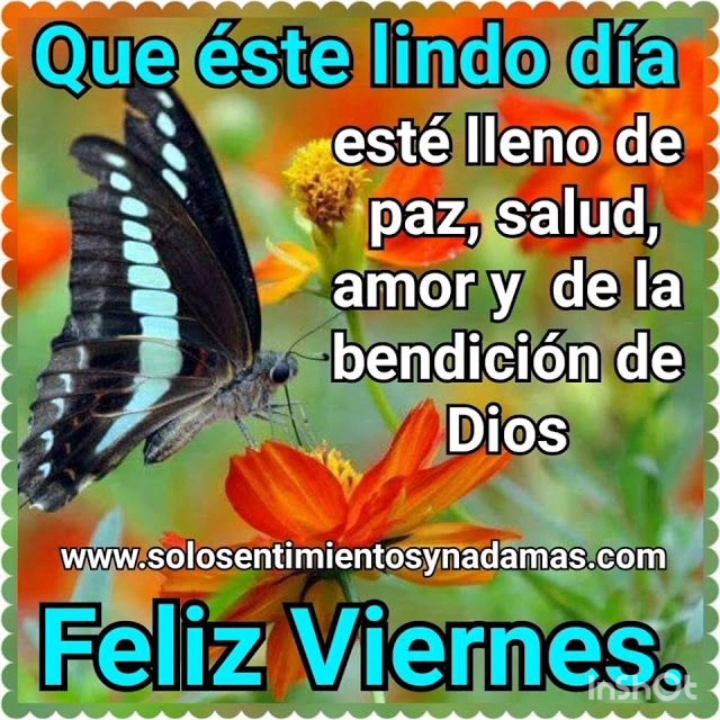 Que éste lindo día
esté lleno de
paz, salud,
amor y de la
bendición de
Dios
www.solosentimientosynadamas.com
Feliz Viernes.
inshOt